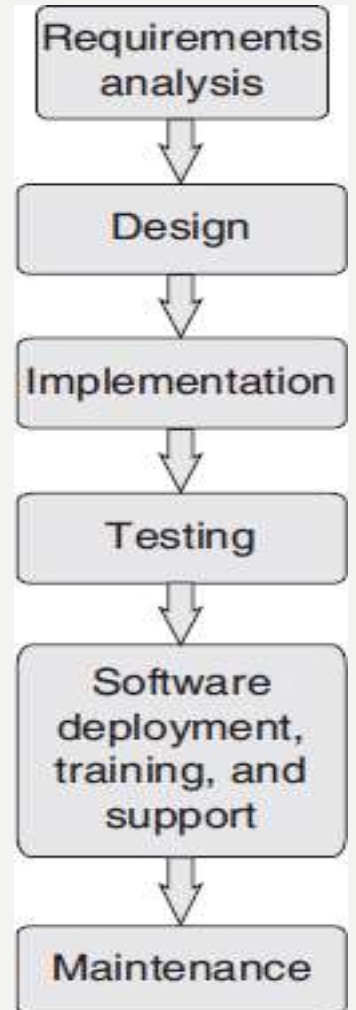 Requirements
analysis
Design
Implementation
Testing
Software
deployment,
training, and
support
Maintenance